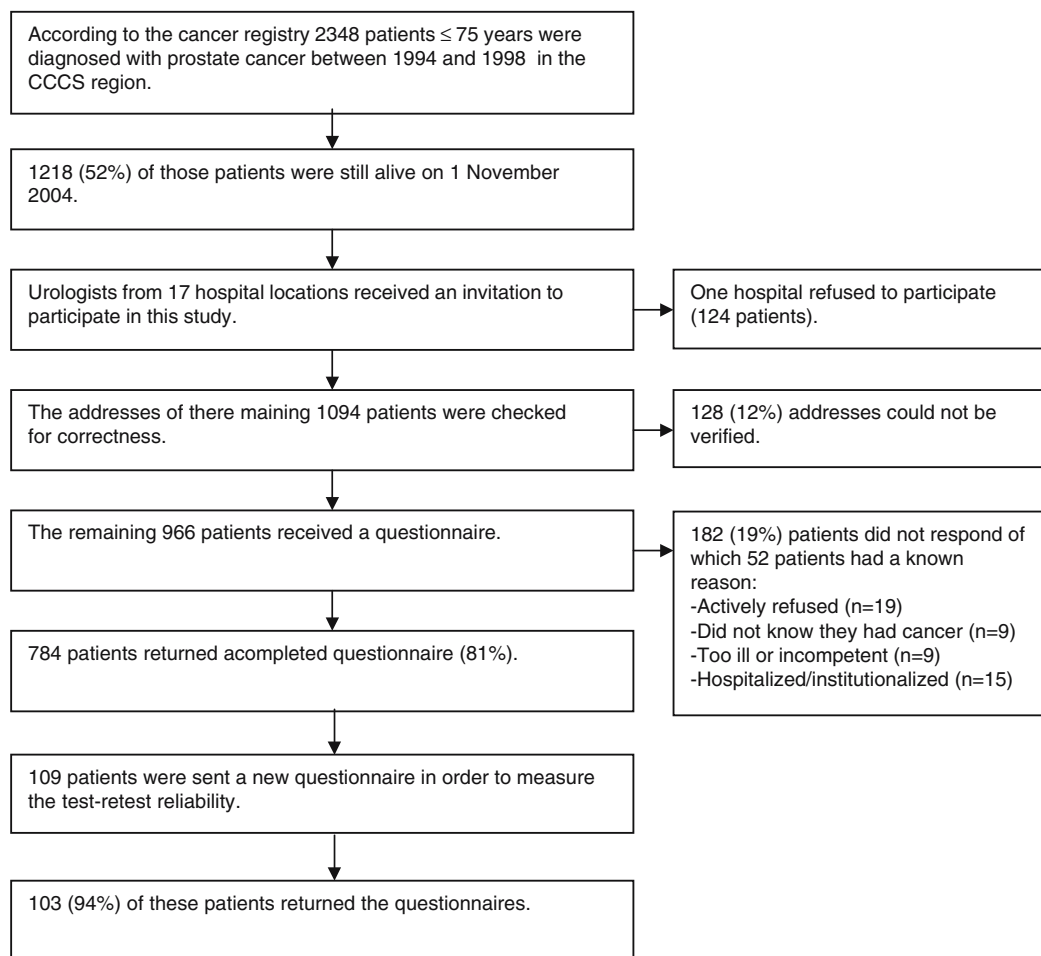 According to the cancer registry 2348 patients ≤ 75 years were
diagnosed with prostate cancer between 1994 and 1998 in the
CCCS region.
1218 (52%) of those patients were still alive on 1 November
2004.
Urologists from 17 hospital locations received an invitation to
participate in this study.
One hospital refused to participate
(124 patients).
The addresses of there maining 1094 patients were checked
for correctness.
128 (12%) addresses could not be
verified.
The remaining 966 patients received a questionnaire.
182 (19%) patients did not respond of
which 52 patients had a known
reason:
-Actively refused (n=19)
-Did not know they had cancer (n=9)
-Too ill or incompetent (n=9)
-Hospitalized/institutionalized (n=15)
784 patients returned acompleted questionnaire (81%).
109 patients were sent a new questionnaire in order to measure
the test-retest reliability.
103 (94%) of these patients returned the questionnaires.